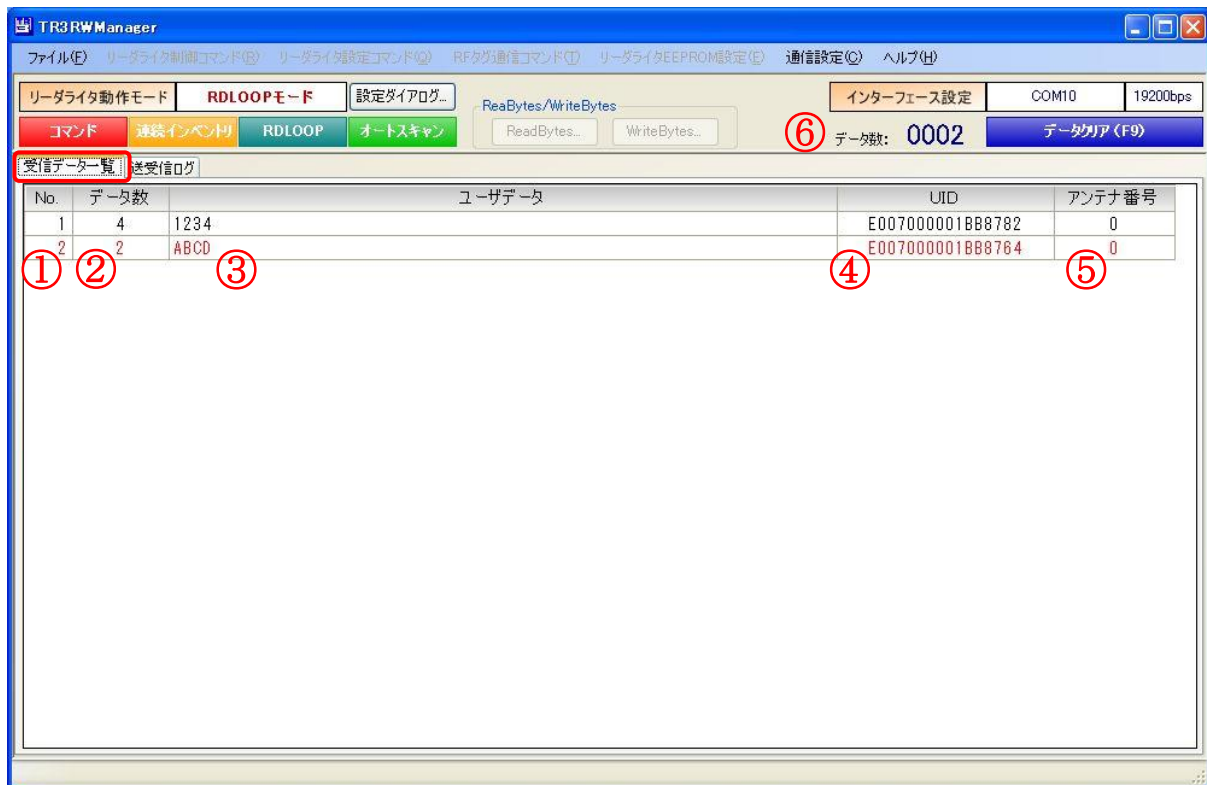 TR3RWManager
ファイル(F) リーダライタ制御コマンド(R) リーダライタ設定コマンド(Q) RFタグ通信コマンド(T) リーダライタEEPROM設定(E) 通信設定(C) ヘルプ(H)
リーダライタ動作モード RDLOOPモード 設定ダイアログ... ReaBytes/WriteBytes インターフェース設定 COM10 19200bps
コマンド 連続インベントリ RDLOOP オートスキャン ReadBytes... WriteBytes... ⑥ データ数: 0002 データクリア(F9)
受信データ一覧 送受信ログ
No. データ数 ユーザデータ UID アンテナ番号
1 4 1234 E007000001BB8782 0
2 2 ABCD E007000001BB8764 0
① ② ③ ④ ⑤